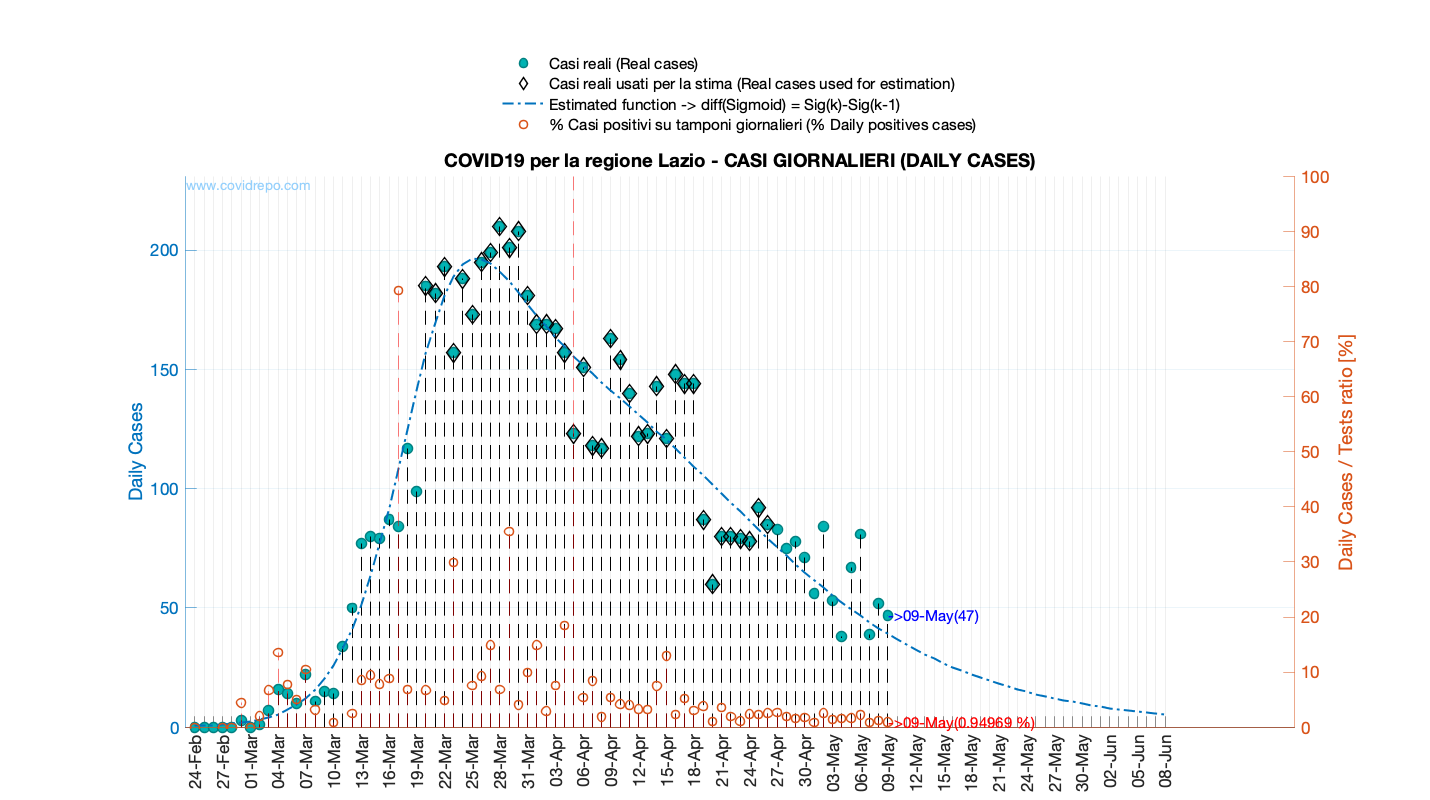 Casi reali (Real cases)
Casi reali usati per la stima (Real cases used for estimation)
Estimated function -> diff(Sigmoid) = Sig(k)-Sig(k-1)
% Casi positivi su tamponi giornalieri (% Daily positives cases)
COVID19 per la regione Lazio - CASI GIORNALIERI (DAILY CASES)
www.covidrepo.com
Daily Cases
200
150
100
50
0
100
90
80
70
60
50
40
30
20
10
0
Daily Cases / Tests ratio [%]
->09-May(47)
->09-May(0.94969 %)
24-Feb
27-Feb
01-Mar
04-Mar
07-Mar
10-Mar
13-Mar
16-Mar
19-Mar
22-Mar
25-Mar
28-Mar
31-Mar
03-Apr
06-Apr
09-Apr
12-Apr
15-Apr
18-Apr
21-Apr
24-Apr
27-Apr
30-Apr
03-May
06-May
09-May
12-May
15-May
18-May
21-May
24-May
27-May
30-May
02-Jun
05-Jun
08-Jun